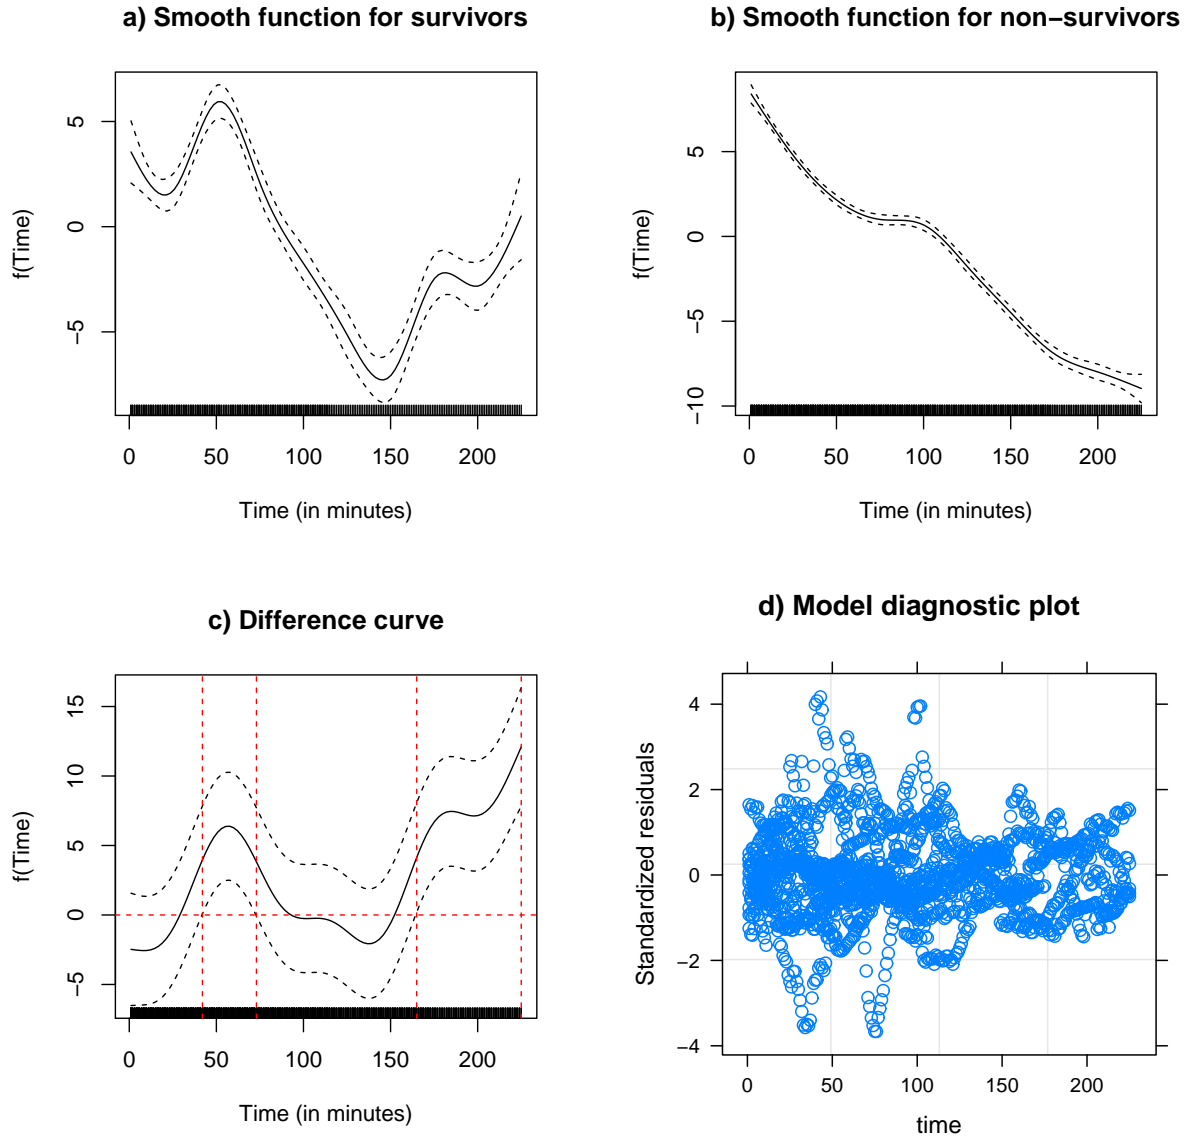 a) Smooth function for survivors
f(Time)
5
0
−5
0 50 100 150 200
Time (in minutes)
b) Smooth function for non−survivors
f(Time)
5
0
−5
−10
0 50 100 150 200
Time (in minutes)
c) Difference curve
f(Time)
15
10
5
0
−5
0 50 100 150 200
Time (in minutes)
d) Model diagnostic plot
Standardized residuals
4
2
0
−2
−4
0 50 100 150 200
time